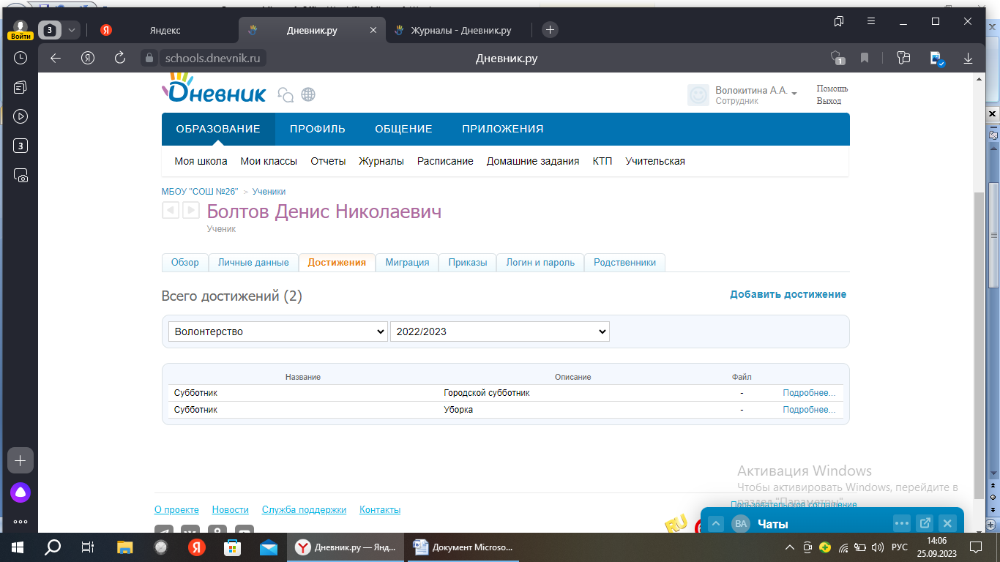 3
Яндекс
Дневник.ру
Журналы - Дневник.ру
Войти
schools.dnevnik.ru
Дневник.ру
1
Дневник
Волокитина А.А.
Сотрудник
Помощь
Выход
ОБРАЗОВАНИЕ ПРОФИЛЬ ОБЩЕНИЕ ПРИЛОЖЕНИЯ
3
Моя школа Мои классы Отчеты Журналы Расписание Домашние задания КТП Учительская
МБОУ "СОШ №26" > Ученики
Болтов Денис Николаевич
Ученик
Обзор Личные данные Достижения Миграция Приказы Логин и пароль Родственники
Всего достижений (2)
Добавить достижение
Волонтерство 2022/2023
Название Описание Файл
Субботник Городской субботник - Подробнее...
Субботник Уборка - Подробнее...
Активация Windows
Чтобы активировать Windows, перейдите в
раздел "Параметры".
Пользовательское соглашение
О проекте Новости Служба поддержки Контакты
RU
ВА Чаты
Дневник.ру — Янд...
Документ Microso...
РУС
14:06
25.09.2023